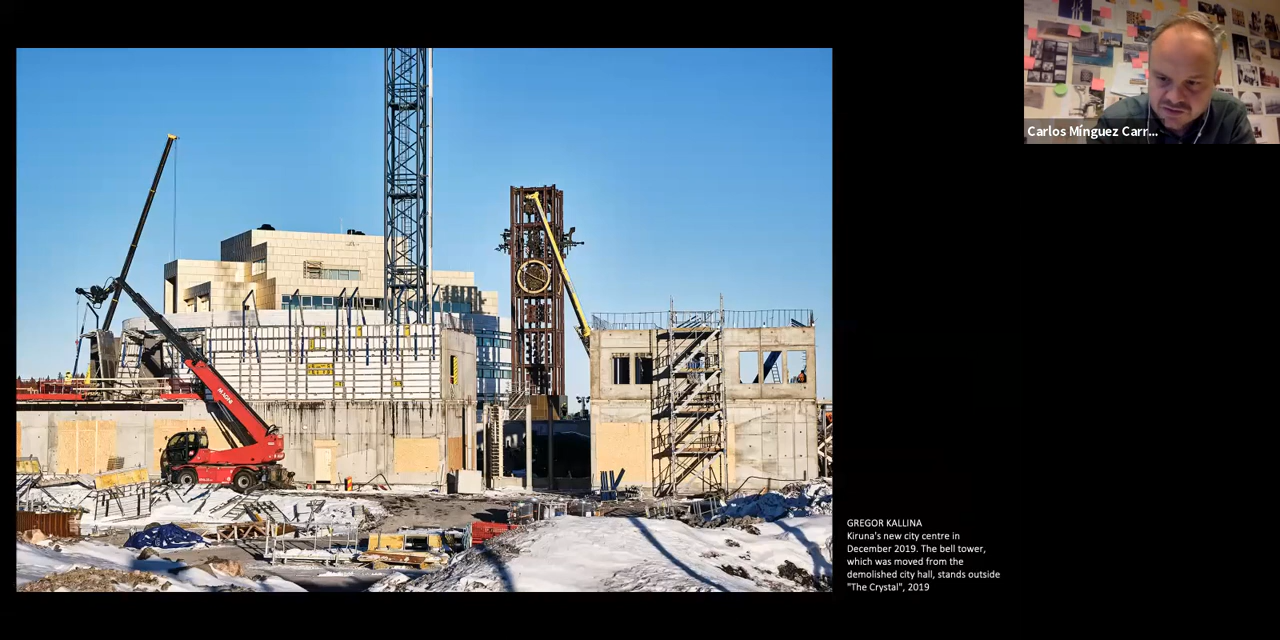 Carlos Mínguez Carr...
MAGNI
GREGOR KALLINA
Kiruna's new city centre in
December 2019. The bell tower,
which was moved from the
demolished city hall, stands outside
"The Crystal", 2019